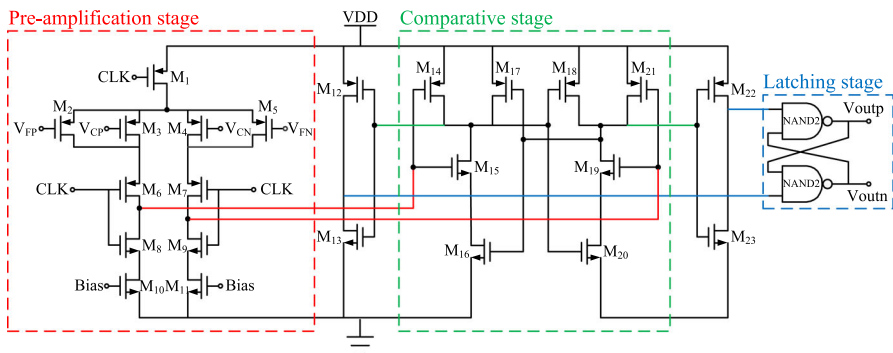 Pre-amplification stage
VDD
Comparative stage
Latching stage
CLK
M1
M2
M3
M4
M5
VFP
VCP
VCN
VFN
CLK
M6
M7
CLK
M8
M9
Bias
M10
M11
Bias
M12
M13
M14
M17
M18
M21
M15
M19
M16
M20
M22
M23
NAND2
NAND2
Voutp
Voutn